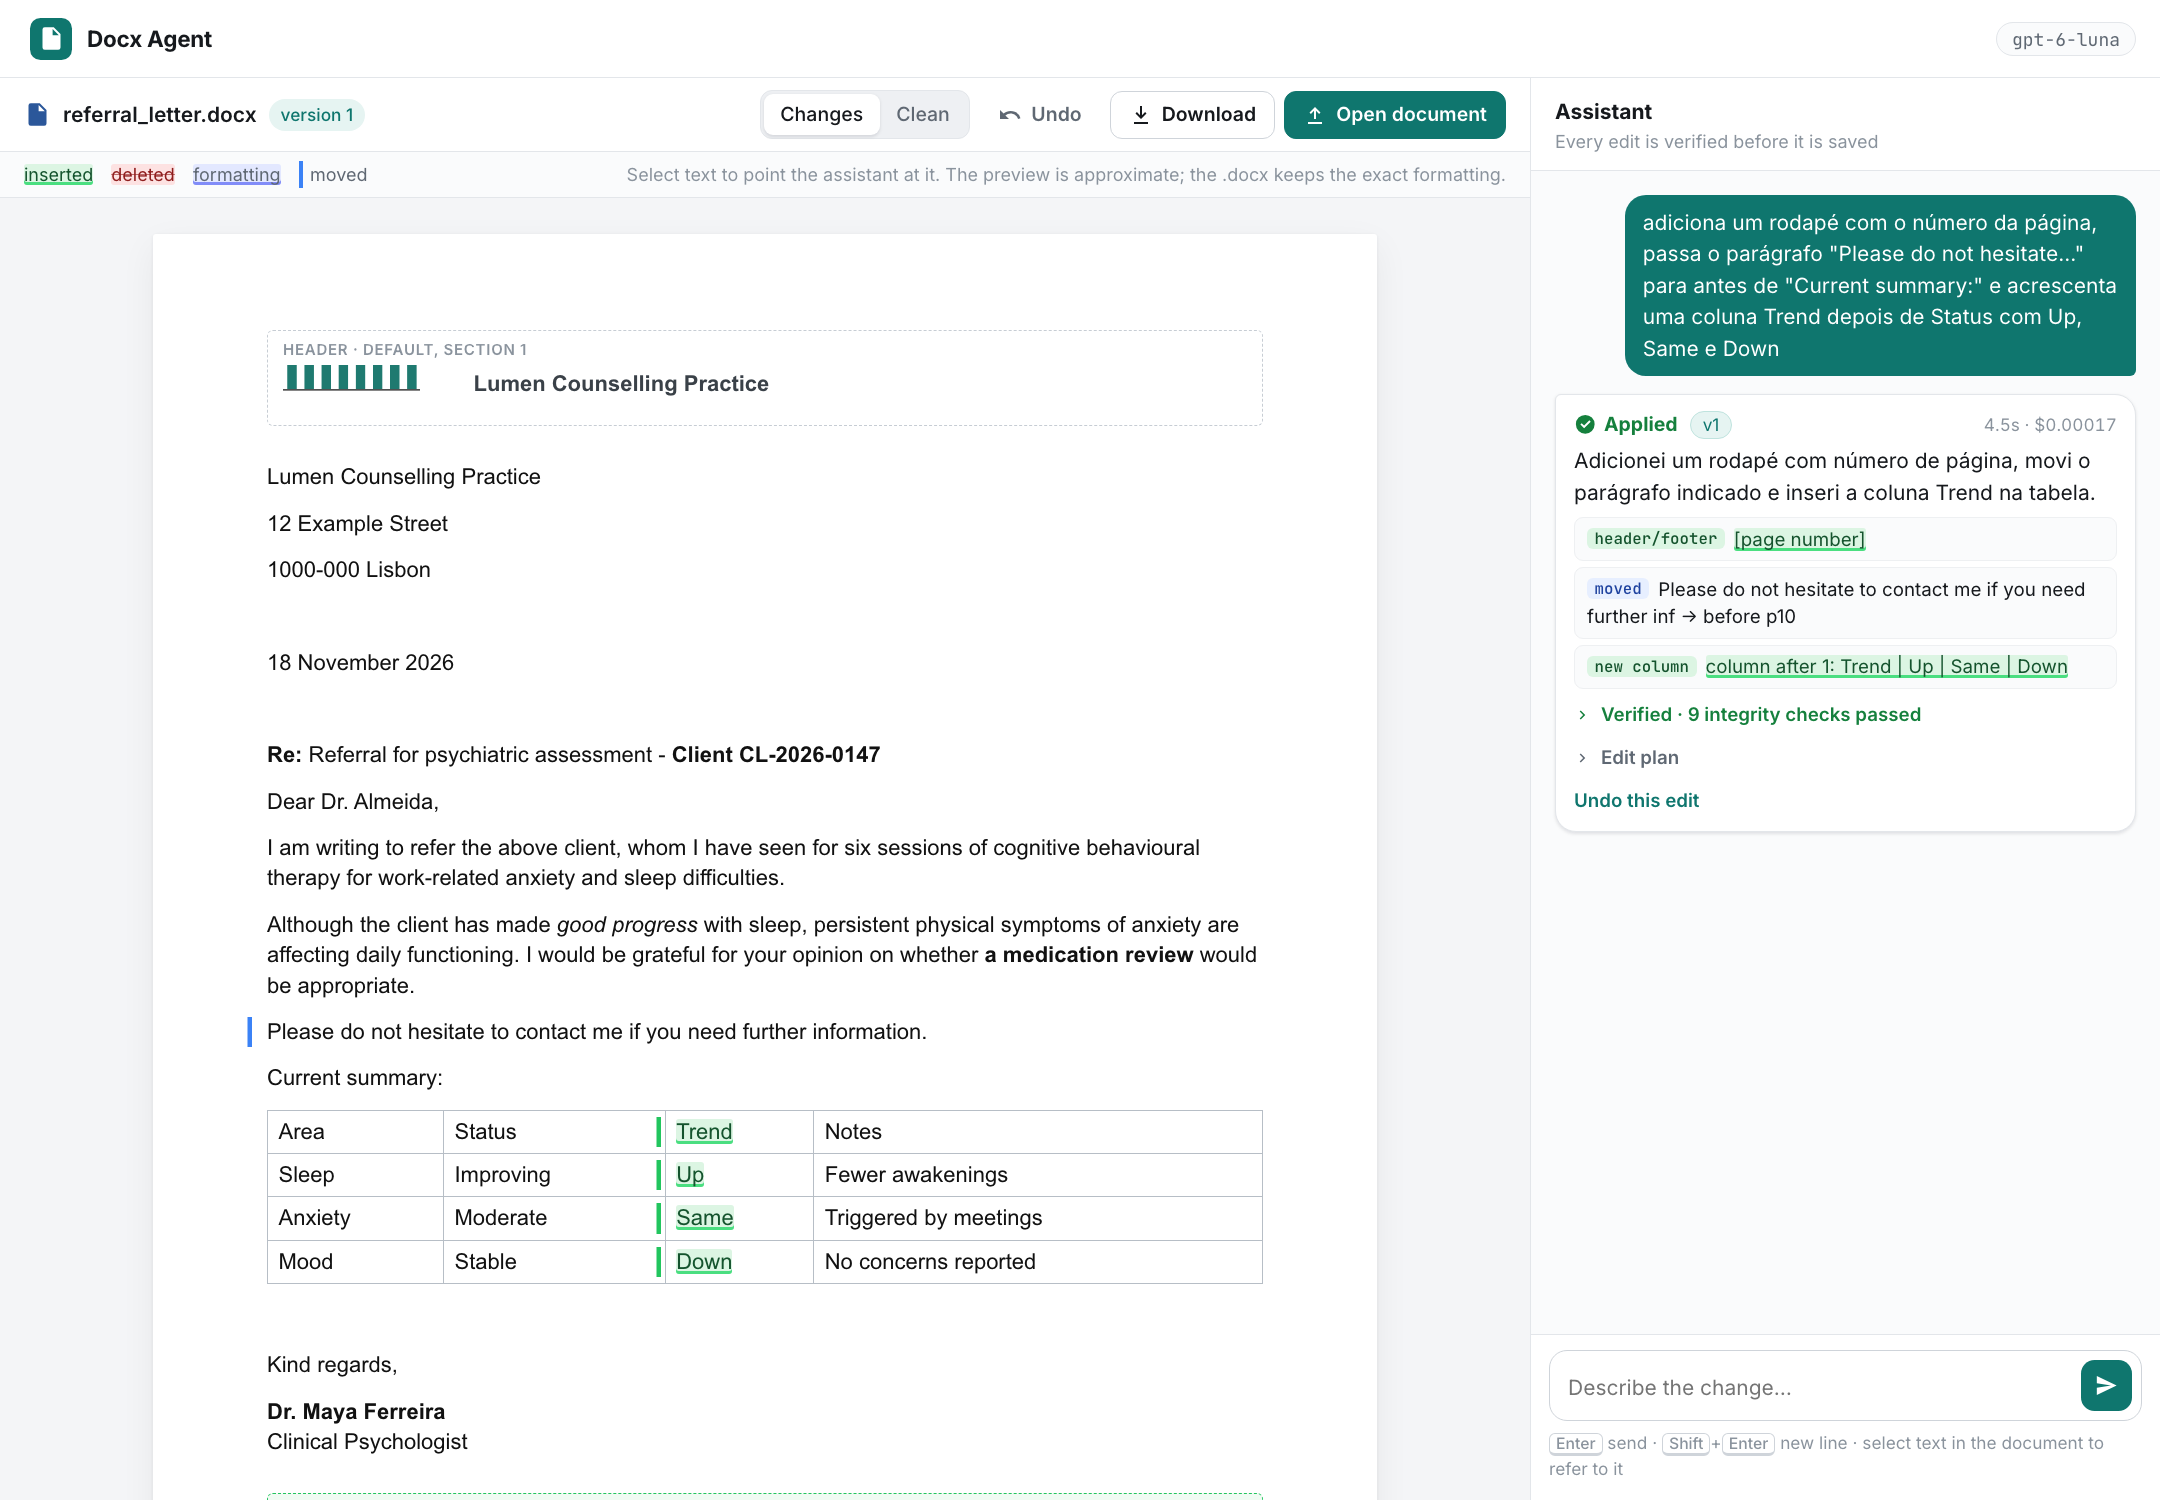 Docx Agent
gpt-6-luna
referral_letter.docx version 1
Changes Clean Undo Download Open document
inserted deleted formatting moved
Select text to point the assistant at it. The preview is approximate; the .docx keeps the exact formatting.
HEADER · DEFAULT, SECTION 1
Lumen Counselling Practice
Lumen Counselling Practice
12 Example Street
1000-000 Lisbon
18 November 2026
Re: Referral for psychiatric assessment - Client CL-2026-0147
Dear Dr. Almeida,
I am writing to refer the above client, whom I have seen for six sessions of cognitive behavioural
therapy for work-related anxiety and sleep difficulties.
Although the client has made good progress with sleep, persistent physical symptoms of anxiety are
affecting daily functioning. I would be grateful for your opinion on whether a medication review would
be appropriate.
Please do not hesitate to contact me if you need further information.
Current summary:
Area Status Trend Notes
Sleep Improving Up Fewer awakenings
Anxiety Moderate Same Triggered by meetings
Mood Stable Down No concerns reported
Kind regards,
Dr. Maya Ferreira
Clinical Psychologist
Assistant
Every edit is verified before it is saved
adiciona um rodapé com o número da página,
passa o parágrafo "Please do not hesitate..."
para antes de "Current summary:" e acrescenta
uma coluna Trend depois de Status com Up,
Same e Down
Applied v1 4.5s · $0.00017
Adicionei um rodapé com número de página, movi o
parágrafo indicado e inseri a coluna Trend na tabela.
header/footer [page number]
moved Please do not hesitate to contact me if you need
further inf → before p10
new column column after 1: Trend | Up | Same | Down
Verified · 9 integrity checks passed
Edit plan
Undo this edit
Describe the change...
Enter send · Shift+Enter new line · select text in the document to
refer to it